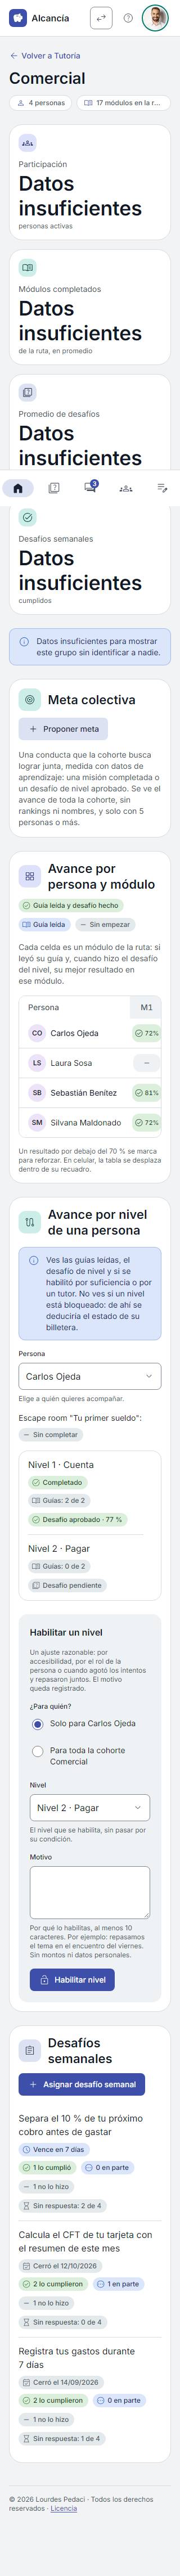 Alcancía
Volver a Tutoría
Comercial
4 personas
17 módulos en la r...
Participación
Datos
insuficientes
personas activas
Módulos completados
Datos
insuficientes
de la ruta, en promedio
Promedio de desafíos
Datos
insuficientes
3
Desafíos semanales
Datos
insuficientes
cumplidos
Datos insuficientes para mostrar
este grupo sin identificar a nadie.
Meta colectiva
Proponer meta
Una conducta que la cohorte busca
lograr junta, medida con datos de
aprendizaje: una misión completada o
un desafío de nivel aprobado. Se ve el
avance de toda la cohorte, sin
rankings ni nombres, y solo con 5
personas o más.
Avance por
persona y módulo
Guía leída y desafío hecho
Guía leída
Sin empezar
Cada celda es un módulo de la ruta: si
leyó su guía y, cuando hizo el desafío
del nivel, su mejor resultado en
ese módulo.
Persona
M1
CO
Carlos Ojeda
72%
LS
Laura Sosa
–
SB
Sebastián Benítez
81%
SM
Silvana Maldonado
72%
Un resultado por debajo del 70 % se marca
para reforzar. En celular, la tabla se desplaza
dentro de su recuadro.
Avance por nivel
de una persona
Ves las guías leídas, el
desafío de nivel y si se
habilitó por suficiencia o por
un tutor. No ves si un nivel
está bloqueado: de ahí se
deduciría el estado de su
billetera.
Persona
Carlos Ojeda
Elige a quién quieres acompañar.
Escape room "Tu primer sueldo":
Sin completar
Nivel 1 · Cuenta
Completado
Guías: 2 de 2
Desafío aprobado · 77 %
Nivel 2 · Pagar
Guías: 0 de 2
Desafío pendiente
Habilitar un nivel
Un ajuste razonable: por
accesibilidad, por el rol de la
persona o cuando agotó los intentos
y repasaron juntos. El motivo
queda registrado.
¿Para quién?
Solo para Carlos Ojeda
Para toda la cohorte
Comercial
Nivel
Nivel 2 · Pagar
El nivel que se habilita, sin pasar por
su condición.
Motivo
Por qué lo habilitas, al menos 10
caracteres. Por ejemplo: repasamos
el tema en el encuentro del viernes.
Sin montos ni datos personales.
Habilitar nivel
Desafíos
semanales
Asignar desafío semanal
Separa el 10 % de tu próximo
cobro antes de gastar
Vence en 7 días
1 lo cumplió
0 en parte
1 no lo hizo
Sin respuesta: 2 de 4
Calcula el CFT de tu tarjeta con
el resumen de este mes
Cerró el 12/10/2026
2 lo cumplieron
1 en parte
1 no lo hizo
Sin respuesta: 0 de 4
Registra tus gastos durante
7 días
Cerró el 14/09/2026
2 lo cumplieron
0 en parte
1 no lo hizo
Sin respuesta: 1 de 4
© 2026 Lourdes Pedaci · Todos los derechos
reservados · Licencia